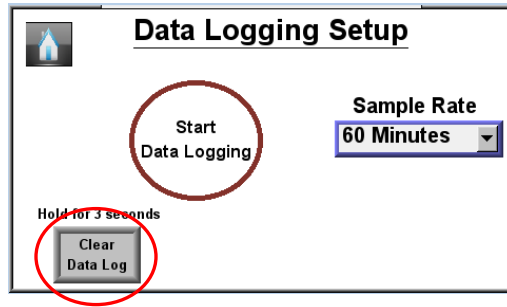 Data Logging Setup
Start
Data Logging
Sample Rate
60 Minutes
Hold for 3 seconds
Clear
Data Log